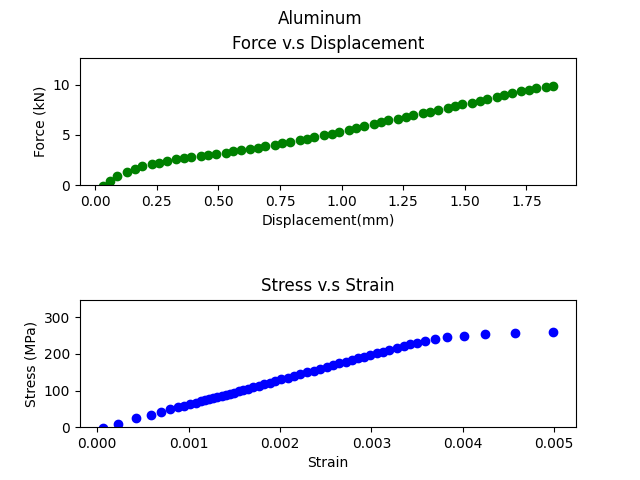 Aluminum
Force v.s Displacement
Force (kN)
10
5
0
0.00 0.25 0.50 0.75 1.00 1.25 1.50 1.75
Displacement(mm)
Stress v.s Strain
Stress (MPa)
300
200
100
0
0.000 0.001 0.002 0.003 0.004 0.005
Strain